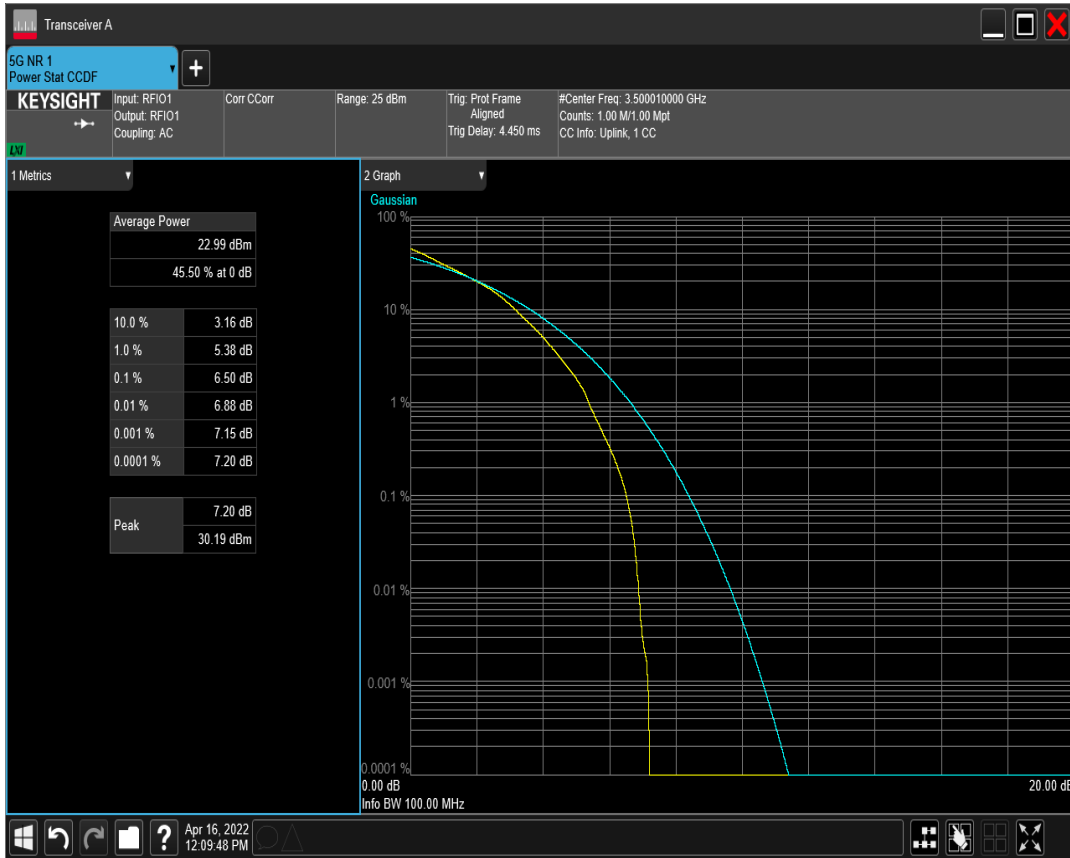 Transceiver A
5G NR 1
Power Stat CCDF
+
KEYSIGHT
LXI
Input: RFIO1
Output: RFIO1
Coupling: AC
Corr CCorr
Range: 25 dBm
Trig: Prot Frame
Aligned
Trig Delay: 4.450 ms
#Center Freq: 3.500010000 GHz
Counts: 1.00 M/1.00 Mpt
CC Info: Uplink, 1 CC
1 Metrics
Average Power
22.99 dBm
45.50 % at 0 dB
10.0 % 3.16 dB
1.0 % 5.38 dB
0.1 % 6.50 dB
0.01 % 6.88 dB
0.001 % 7.15 dB
0.0001 % 7.20 dB
Peak
7.20 dB
30.19 dBm
2 Graph
Gaussian
100 %
10 %
1 %
0.1 %
0.01 %
0.001 %
0.0001 %
0.00 dB
20.00 dB
Info BW 100.00 MHz
?
Apr 16, 2022
12:09:48 PM